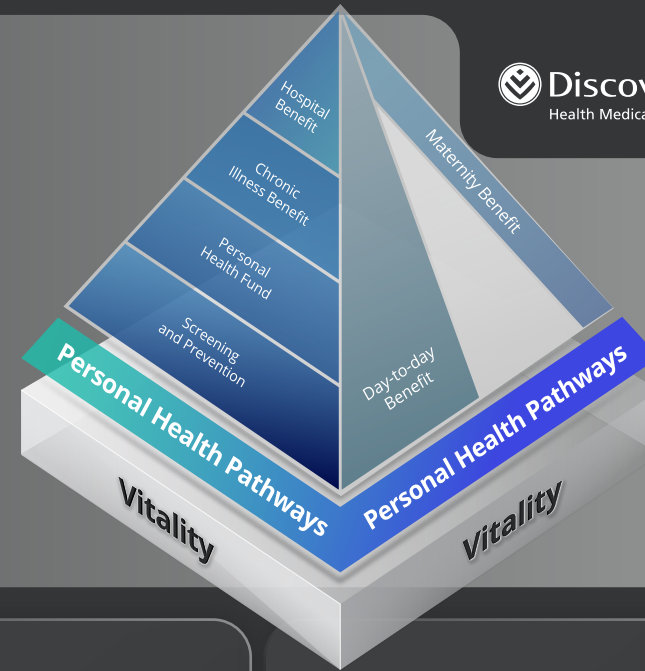 Discov
Health Medica
Hospital
Benefit
Chronic
Illness Benefit
Personal
Health Fund
Screening
and Prevention
Maternity Benefit
Day-to-day
Benefit
Personal Health Pathways
Personal Health Pathways
Vitality
Vitality